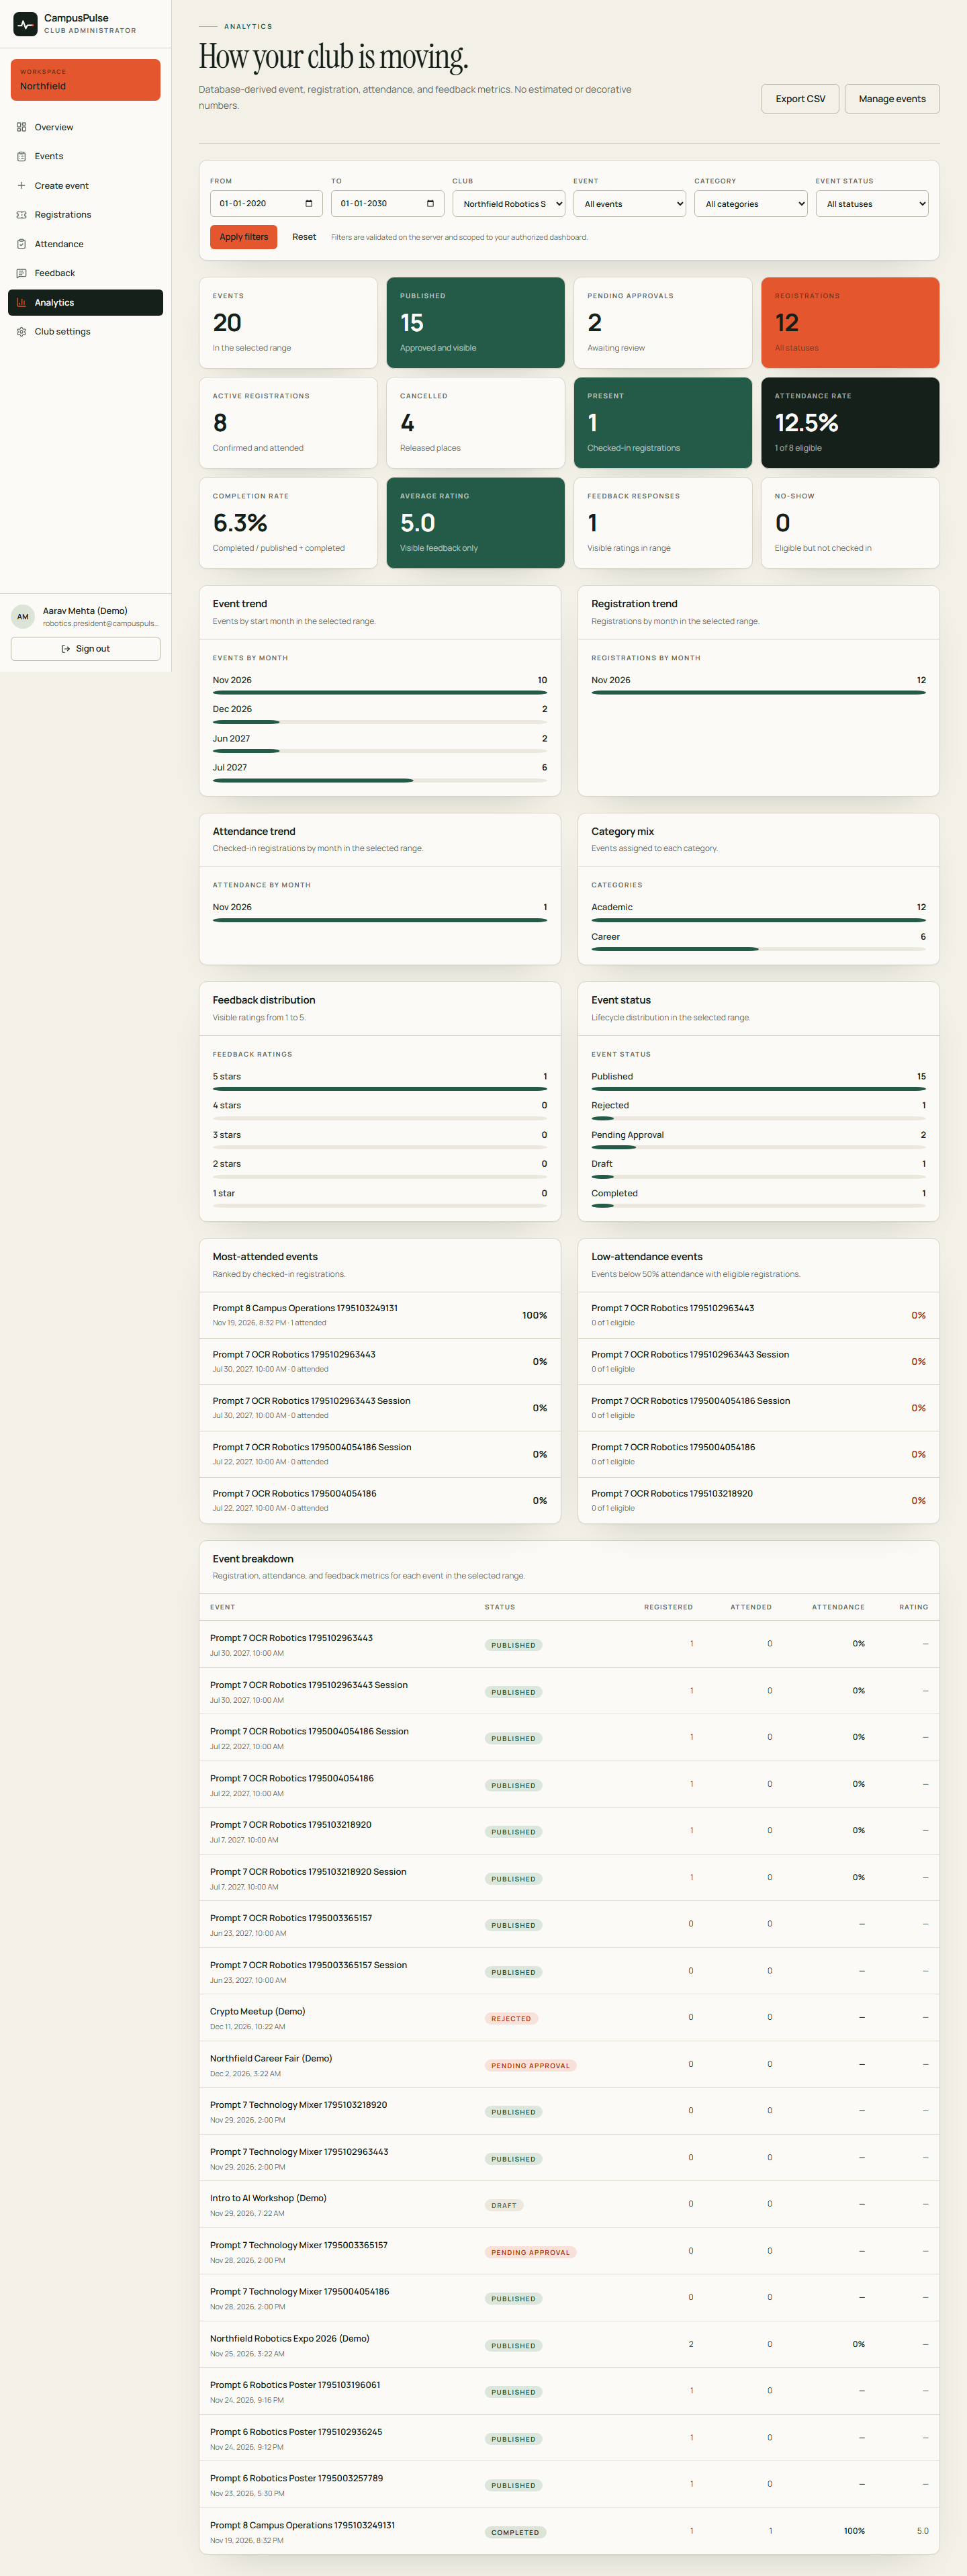 CampusPulse
CLUB ADMINISTRATOR
WORKSPACE
Northfield
Overview
Events
Create event
Registrations
Attendance
Feedback
Analytics
Club settings
AM
Aarav Mehta (Demo)
robotics.president@campuspuls...
Sign out
ANALYTICS
How your club is moving.
Database-derived event, registration, attendance, and feedback metrics. No estimated or decorative
numbers.
Export CSV
Manage events
FROM TO CLUB EVENT CATEGORY EVENT STATUS
01-01-2020 01-01-2030 Northfield Robotics S All events All categories All statuses
Apply filters Reset Filters are validated on the server and scoped to your authorized dashboard.
EVENTS
20
In the selected range
PUBLISHED
15
Approved and visible
PENDING APPROVALS
2
Awaiting review
REGISTRATIONS
12
All statuses
ACTIVE REGISTRATIONS
8
Confirmed and attended
CANCELLED
4
Released places
PRESENT
1
Checked-in registrations
ATTENDANCE RATE
12.5%
1 of 8 eligible
COMPLETION RATE
6.3%
Completed / published + completed
AVERAGE RATING
5.0
Visible feedback only
FEEDBACK RESPONSES
1
Visible ratings in range
NO-SHOW
0
Eligible but not checked in
Event trend
Events by start month in the selected range.
EVENTS BY MONTH
Nov 2026 10
Dec 2026 2
Jun 2027 2
Jul 2027 6
Registration trend
Registrations by month in the selected range.
REGISTRATIONS BY MONTH
Nov 2026 12
Attendance trend
Checked-in registrations by month in the selected range.
ATTENDANCE BY MONTH
Nov 2026 1
Category mix
Events assigned to each category.
CATEGORIES
Academic 12
Career 6
Feedback distribution
Visible ratings from 1 to 5.
FEEDBACK RATINGS
5 stars 1
4 stars 0
3 stars 0
2 stars 0
1 star 0
Event status
Lifecycle distribution in the selected range.
EVENT STATUS
Published 15
Rejected 1
Pending Approval 2
Draft 1
Completed 1
Most-attended events
Ranked by checked-in registrations.
Prompt 8 Campus Operations 1795103249131
Nov 19, 2026, 8:32 PM · 1 attended
100%
Prompt 7 OCR Robotics 1795102963443
Jul 30, 2027, 10:00 AM · 0 attended
0%
Prompt 7 OCR Robotics 1795102963443 Session
Jul 30, 2027, 10:00 AM · 0 attended
0%
Prompt 7 OCR Robotics 1795004054186 Session
Jul 22, 2027, 10:00 AM · 0 attended
0%
Prompt 7 OCR Robotics 1795004054186
Jul 22, 2027, 10:00 AM · 0 attended
0%
Low-attendance events
Events below 50% attendance with eligible registrations.
Prompt 7 OCR Robotics 1795102963443
0 of 1 eligible
0%
Prompt 7 OCR Robotics 1795102963443 Session
0 of 1 eligible
0%
Prompt 7 OCR Robotics 1795004054186 Session
0 of 1 eligible
0%
Prompt 7 OCR Robotics 1795004054186
0 of 1 eligible
0%
Prompt 7 OCR Robotics 1795103218920
0 of 1 eligible
0%
Event breakdown
Registration, attendance, and feedback metrics for each event in the selected range.
EVENT STATUS REGISTERED ATTENDED ATTENDANCE RATING
Prompt 7 OCR Robotics 1795102963443
Jul 30, 2027, 10:00 AM
PUBLISHED 1 0 0% —
Prompt 7 OCR Robotics 1795102963443 Session
Jul 30, 2027, 10:00 AM
PUBLISHED 1 0 0% —
Prompt 7 OCR Robotics 1795004054186 Session
Jul 22, 2027, 10:00 AM
PUBLISHED 1 0 0% —
Prompt 7 OCR Robotics 1795004054186
Jul 22, 2027, 10:00 AM
PUBLISHED 1 0 0% —
Prompt 7 OCR Robotics 1795103218920
Jul 7, 2027, 10:00 AM
PUBLISHED 1 0 0% —
Prompt 7 OCR Robotics 1795103218920 Session
Jul 7, 2027, 10:00 AM
PUBLISHED 1 0 0% —
Prompt 7 OCR Robotics 1795003365157
Jun 23, 2027, 10:00 AM
PUBLISHED 0 0 — —
Prompt 7 OCR Robotics 1795003365157 Session
Jun 23, 2027, 10:00 AM
PUBLISHED 0 0 — —
Crypto Meetup (Demo)
Dec 11, 2026, 10:22 AM
REJECTED 0 0 — —
Northfield Career Fair (Demo)
Dec 2, 2026, 3:22 AM
PENDING APPROVAL 0 0 — —
Prompt 7 Technology Mixer 1795103218920
Nov 29, 2026, 2:00 PM
PUBLISHED 0 0 — —
Prompt 7 Technology Mixer 1795102963443
Nov 29, 2026, 2:00 PM
PUBLISHED 0 0 — —
Intro to AI Workshop (Demo)
Nov 29, 2026, 7:22 AM
DRAFT 0 0 — —
Prompt 7 Technology Mixer 1795003365157
Nov 28, 2026, 2:00 PM
PENDING APPROVAL 0 0 — —
Prompt 7 Technology Mixer 1795004054186
Nov 28, 2026, 2:00 PM
PUBLISHED 0 0 — —
Northfield Robotics Expo 2026 (Demo)
Nov 25, 2026, 3:22 AM
PUBLISHED 2 0 0% —
Prompt 6 Robotics Poster 1795103196061
Nov 24, 2026, 9:16 PM
PUBLISHED 1 0 — —
Prompt 6 Robotics Poster 1795102936245
Nov 24, 2026, 9:12 PM
PUBLISHED 1 0 — —
Prompt 6 Robotics Poster 1795003257789
Nov 23, 2026, 5:30 PM
PUBLISHED 1 0 — —
Prompt 8 Campus Operations 1795103249131
Nov 19, 2026, 8:32 PM
COMPLETED 1 1 100% 5.0